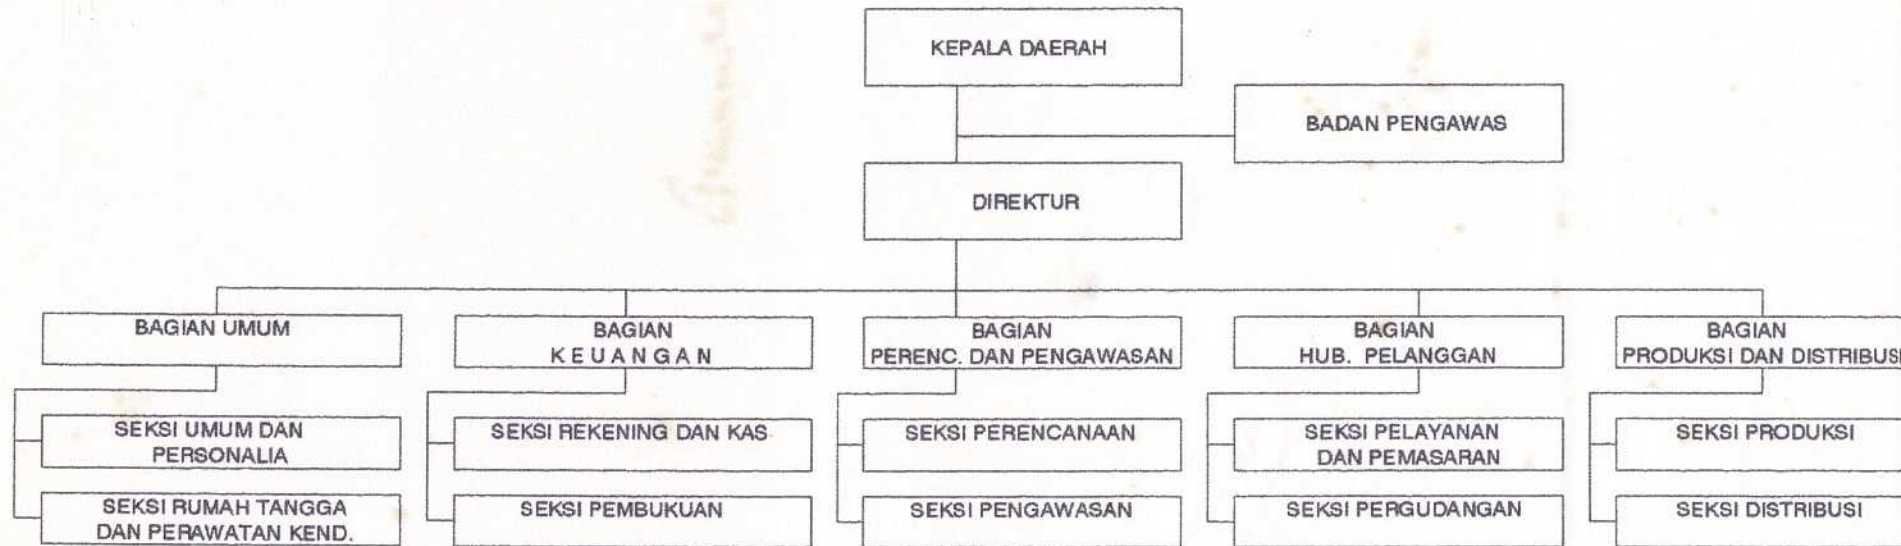 KEPALA DAERAH
BADAN PENGAWAS
DIREKTUR
BAGIAN UMUM
BAGIAN
K E U A N G A N
BAGIAN
PERENC. DAN PENGAWASAN
BAGIAN
HUB. PELANGGAN
BAGIAN
PRODUKSI DAN DISTRIBUSI
SEKSI UMUM DAN
PERSONALIA
SEKSI REKENING DAN KAS
SEKSI PERENCANAAN
SEKSI PELAYANAN
DAN PEMASARAN
SEKSI PRODUKSI
SEKSI RUMAH TANGGA
DAN PERAWATAN KEND.
SEKSI PEMBUKUAN
SEKSI PENGAWASAN
SEKSI PERGUDANGAN
SEKSI DISTRIBUSI